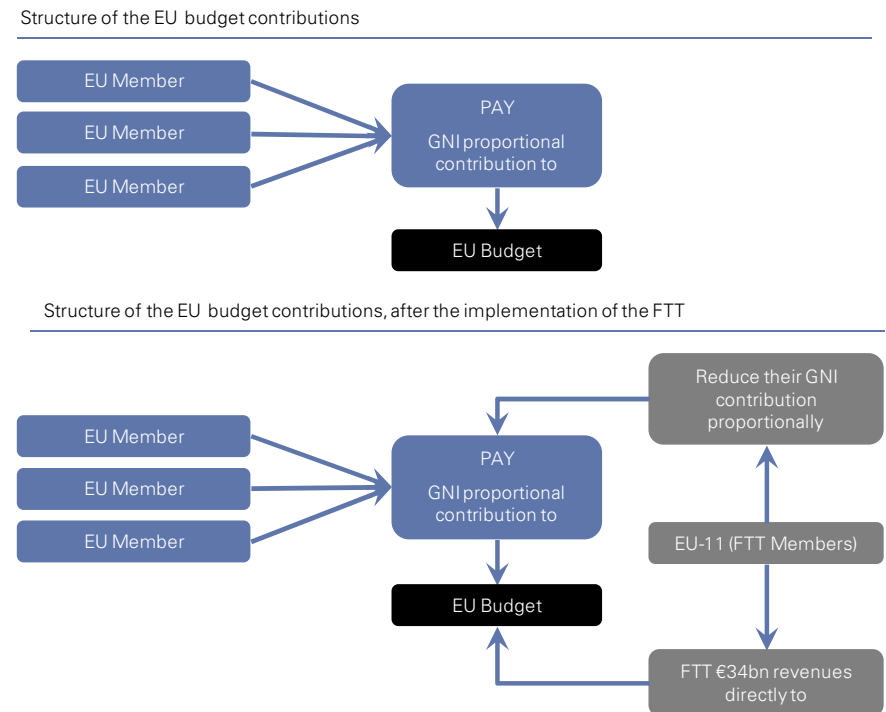 Structure of the EU budget contributions
EU Member
EU Member
EU Member
PAY
GNI proportional
contribution to
EU Budget
Structure of the EU budget contributions, after the implementation of the FTT
EU Member
EU Member
EU Member
PAY
GNI proportional
contribution to
EU Budget
Reduce their GNI
contribution
proportionally
EU-11 (FTT Members)
FTT €34bn revenues
directly to